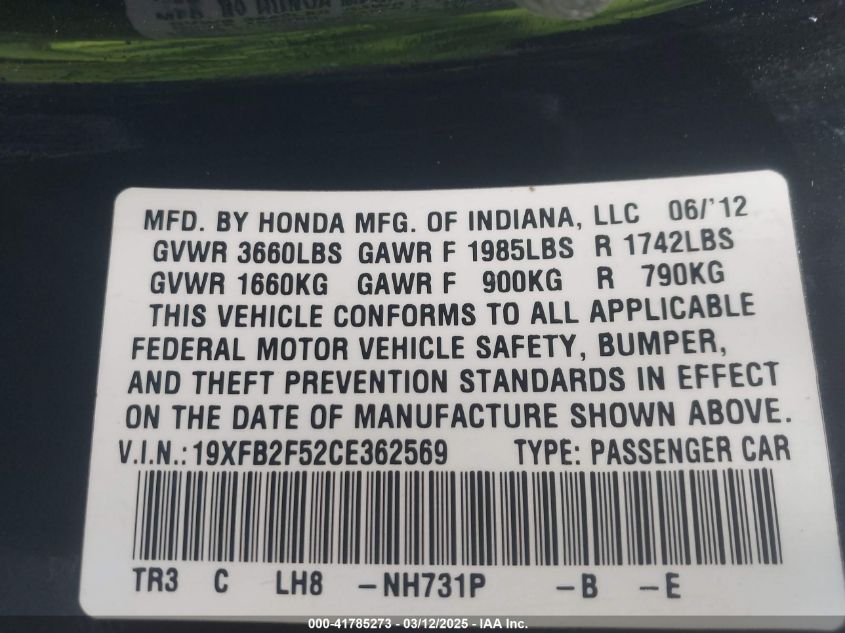 MFD. BY HONDA MFG. OF INDIANA, LLC 06/'12
GVWR 3660LBS GAWR F 1985LBS R 1742LBS
GVWR 1660KG GAWR F 900KG R 790KG
THIS VEHICLE CONFORMS TO ALL APPLICABLE
FEDERAL MOTOR VEHICLE SAFETY, BUMPER,
AND THEFT PREVENTION STANDARDS IN EFFECT
ON THE DATE OF MANUFACTURE SHOWN ABOVE.
V.I.N.: 19XFB2F52CE362569 TYPE: PASSENGER CAR
TR3 C LH8 -NH731P -B -E
000-41785273 - 03/12/2025 - IAA Inc.